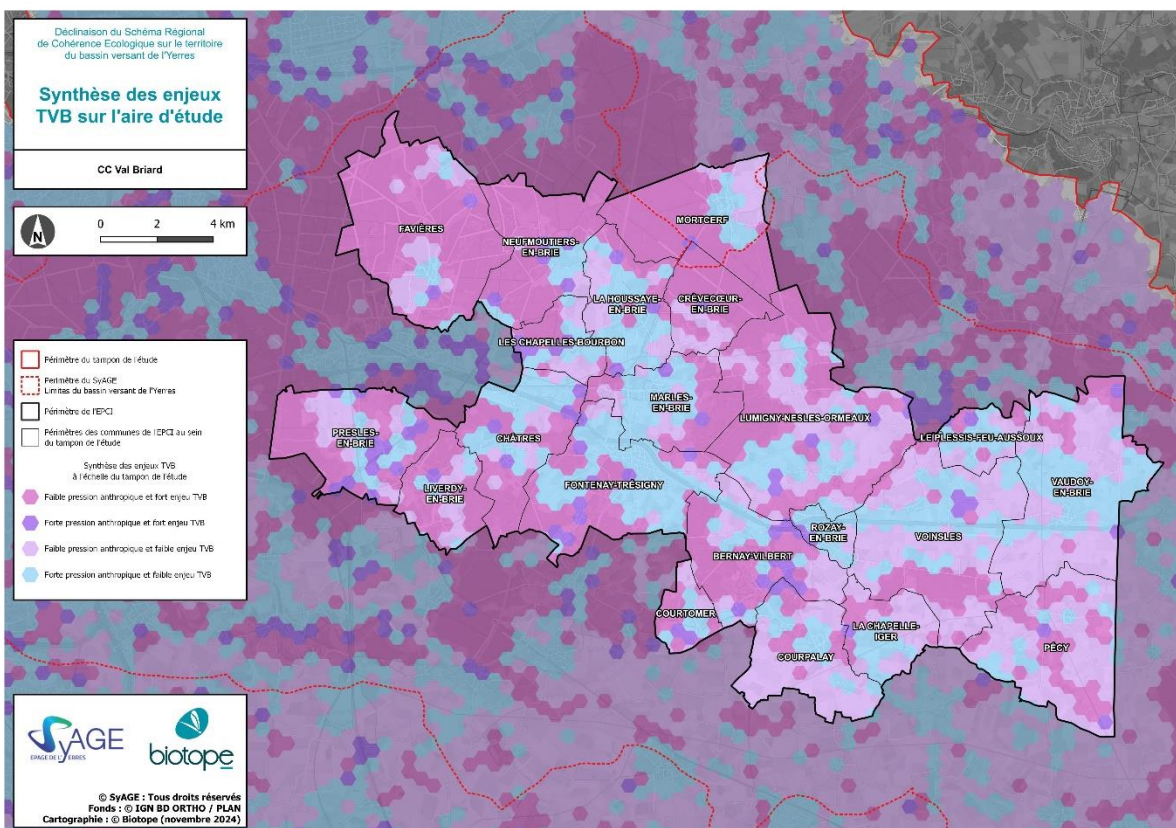 Déclinaison du Schéma Régional
de Cohérence Ecologique sur le territoire
du bassin versant de l'Yerres
Synthèse des enjeux
TVB sur l'aire d'étude
CC Val Briard
N
0 2 4 km
Périmètre du tampon de l'étude
Périmètre du SyAGE
Limites du bassin versant de l'Yerres
Périmètre de l'EPCI
Périmètres des communes de l'EPCI au sein
du tampon de l'étude
Synthèse des enjeux TVB
à l'échelle du tampon de l'étude
Faible pression anthropique et fort enjeu TVB
Forte pression anthropique et fort enjeu TVB
Faible pression anthropique et faible enjeu TVB
Forte pression anthropique et faible enjeu TVB
FAVIÈRES
NEUFMOUTIERS-
EN-BRIE
MORTCERF
LA HOUSSAYE-
EN-BRIE
CRÈVECŒUR-
EN-BRIE
LES CHAPELLES-BOURBON
MARLES-
EN-BRIE
LUMIGNY-NESLES-ORMEAUX
PRESLES-
EN-BRIE
CHÂTRES
LE PLESSIS-FEU-AUSSOUX
LIVERDY-
EN-BRIE
FONTENAY-TRÉSIGNY
VAUDOY-
EN-BRIE
ROZAY-
EN-BRIE
VOINSLES
BERNAY-VILBERT
COURTOMER
LA CHAPELLE-
IGER
COURPALAY
PÉCY
SyAGE
EPAGE DE L'YERRES
biotope
© SyAGE : Tous droits réservés
Fonds : © IGN BD ORTHO / PLAN
Cartographie : © Biotope (novembre 2024)